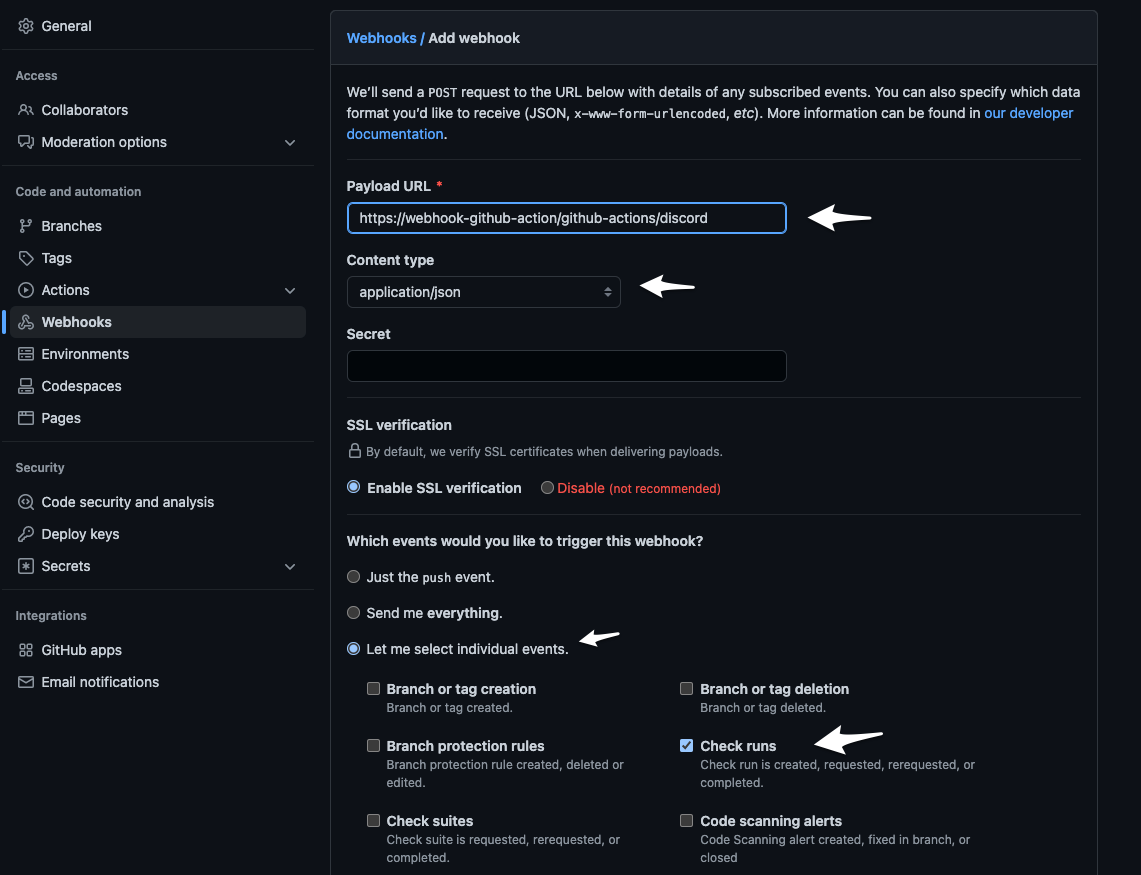 General
Access
Collaborators
Moderation options
Code and automation
Branches
Tags
Actions
Webhooks
Environments
Codespaces
Pages
Security
Code security and analysis
Deploy keys
Secrets
Integrations
GitHub apps
Email notifications
Webhooks / Add webhook
We’ll send a POST request to the URL below with details of any subscribed events. You can also specify which data
format you’d like to receive (JSON, x-www-form-urlencoded, etc). More information can be found in our developer
documentation.
Payload URL *
https://webhook-github-action/github-actions/discord
Content type
application/json
Secret
SSL verification
By default, we verify SSL certificates when delivering payloads.
Enable SSL verification Disable (not recommended)
Which events would you like to trigger this webhook?
Just the push event.
Send me everything.
Let me select individual events.
Branch or tag creation
Branch or tag created.
Branch or tag deletion
Branch or tag deleted.
Branch protection rules
Branch protection rule created, deleted or
edited.
Check runs
Check run is created, requested, rerequested, or
completed.
Check suites
Check suite is requested, rerequested, or
completed.
Code scanning alerts
Code Scanning alert created, fixed in branch, or
closed